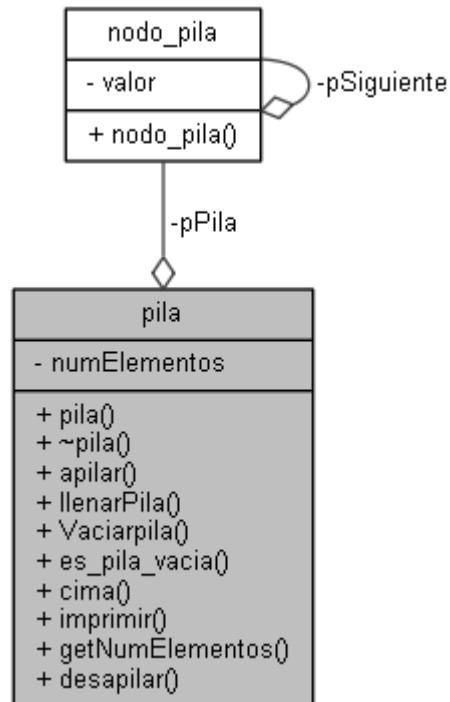 nodo_pila
- valor
-pSiguiente
+ nodo_pila()
-pPila
pila
- numElementos
+ pila()
+ ~pila()
+ apilar()
+ llenarPila()
+ Vaciarpila()
+ es_pila_vacia()
+ cima()
+ imprimir()
+ getNumElementos()
+ desapilar()